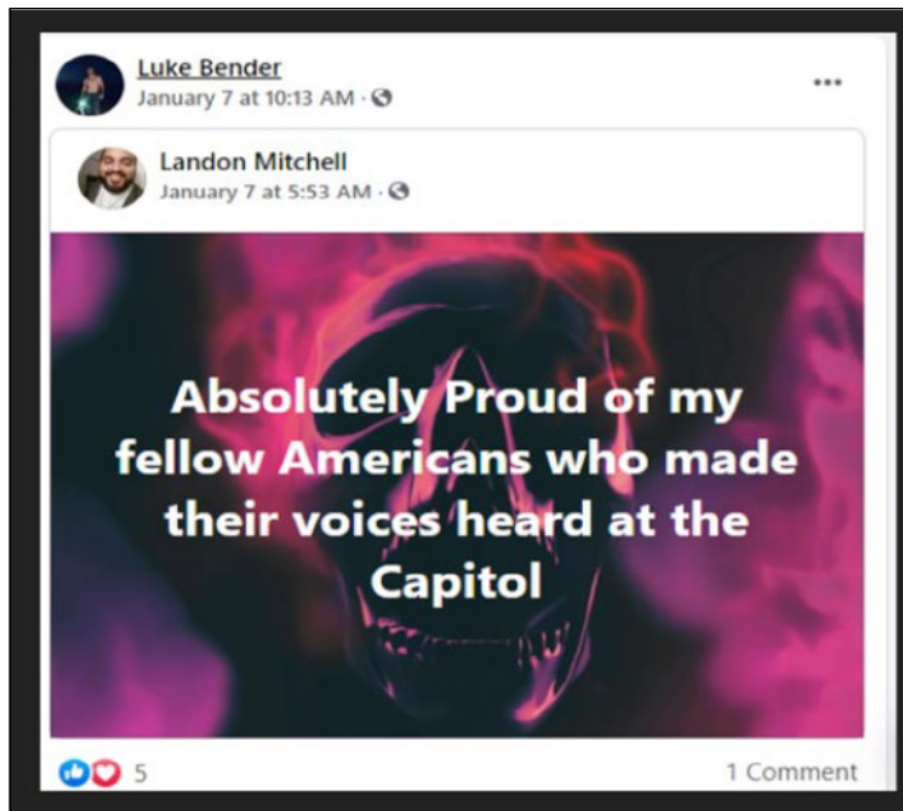 Luke Bender
January 7 at 10:13 AM ·
Landon Mitchell
January 7 at 5:53 AM ·
Absolutely Proud of my
fellow Americans who made
their voices heard at the
Capitol
5
1 Comment